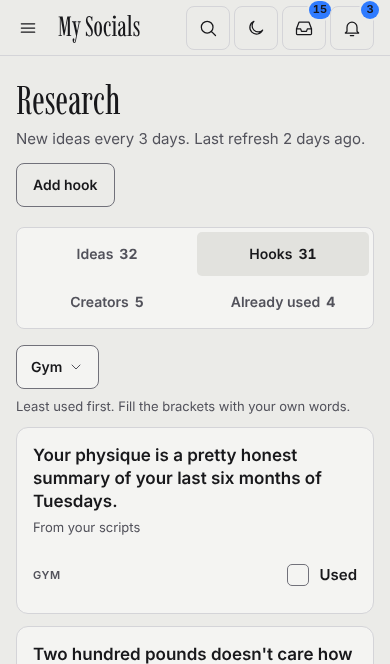 My Socials
15
3
Research
New ideas every 3 days. Last refresh 2 days ago.
Add hook
Ideas 32
Hooks 31
Creators 5
Already used 4
Gym
Least used first. Fill the brackets with your own words.
Your physique is a pretty honest
summary of your last six months of
Tuesdays.
From your scripts
GYM
Used
Two hundred pounds doesn't care how